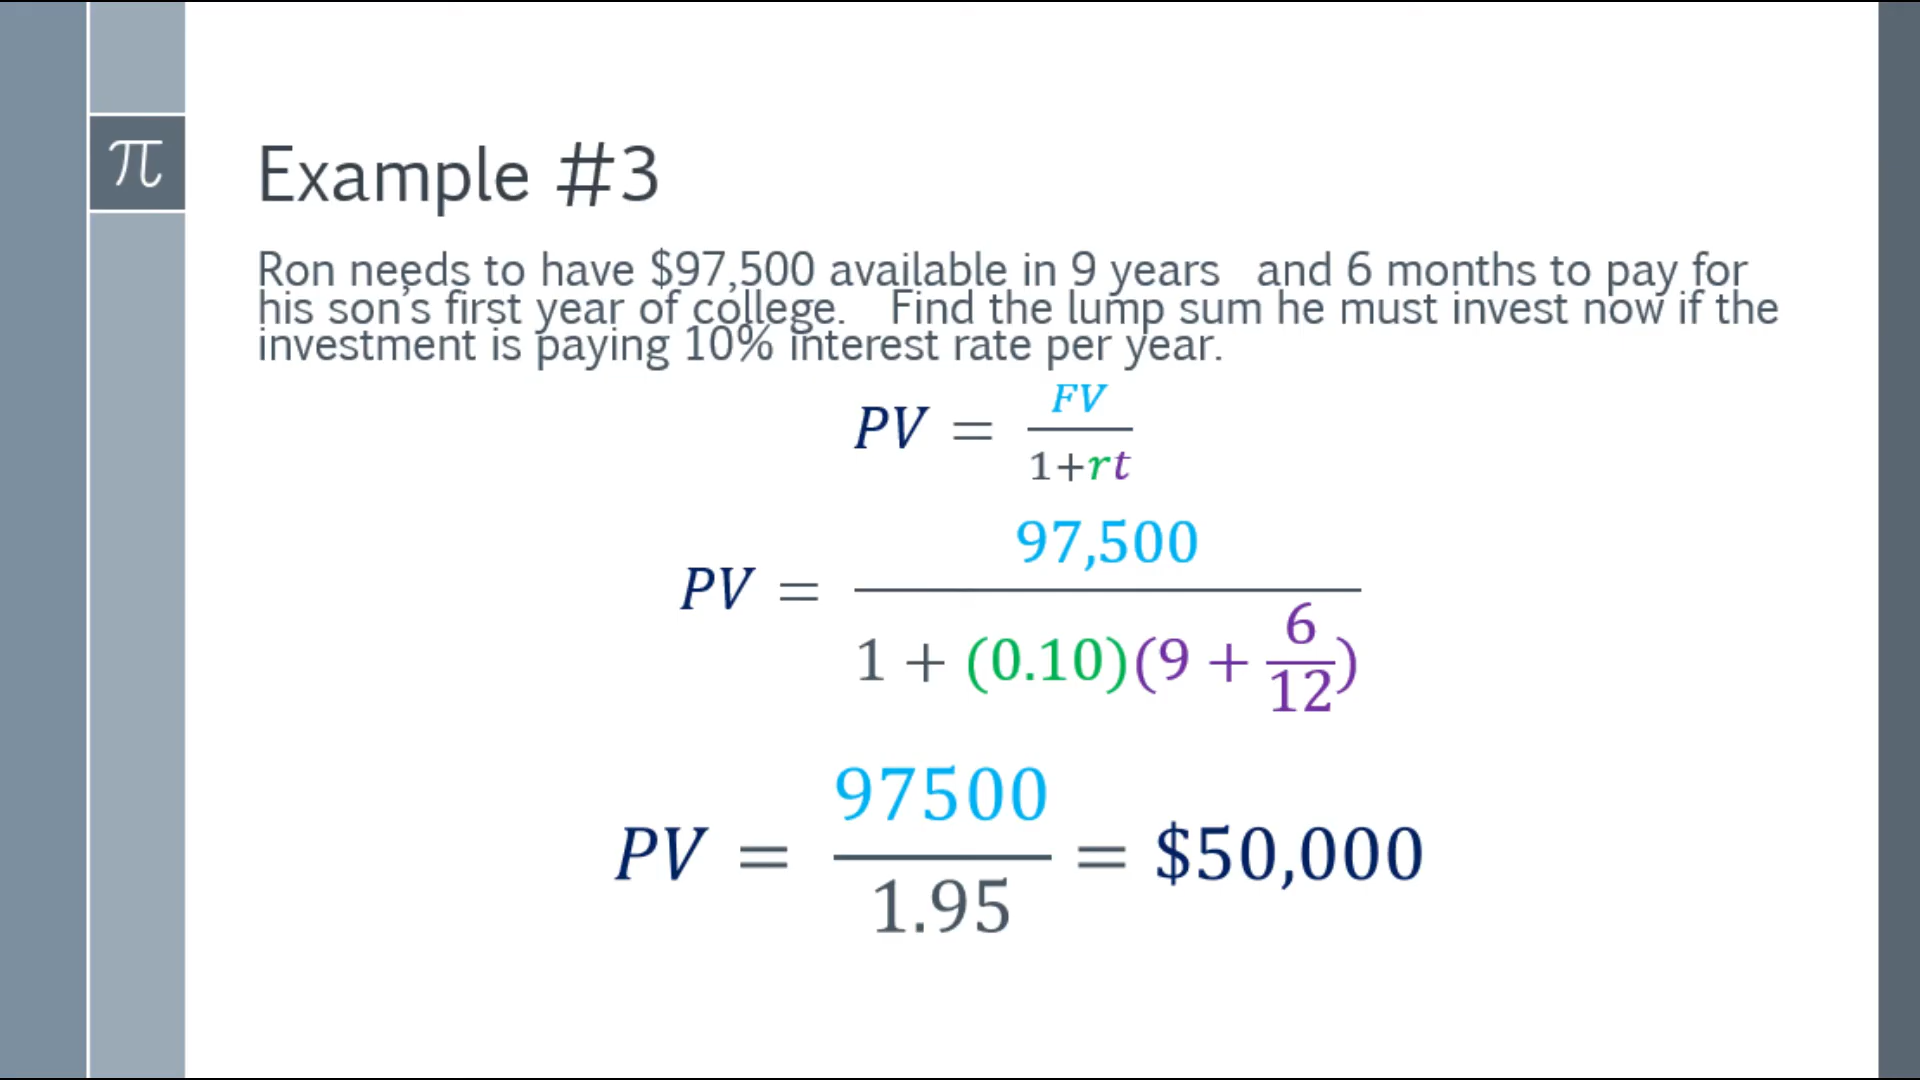 π
Example #3
Ron needs to have $97,500 available in 9 years and 6 months to pay for
his son's first year of college. Find the lump sum he must invest now if the
investment is paying 10% interest rate per year.
PV = FV / 1+rt
PV = 97,500 / 1 + (0.10)(9 + 6/12)
PV = 97500 / 1.95 = $50,000